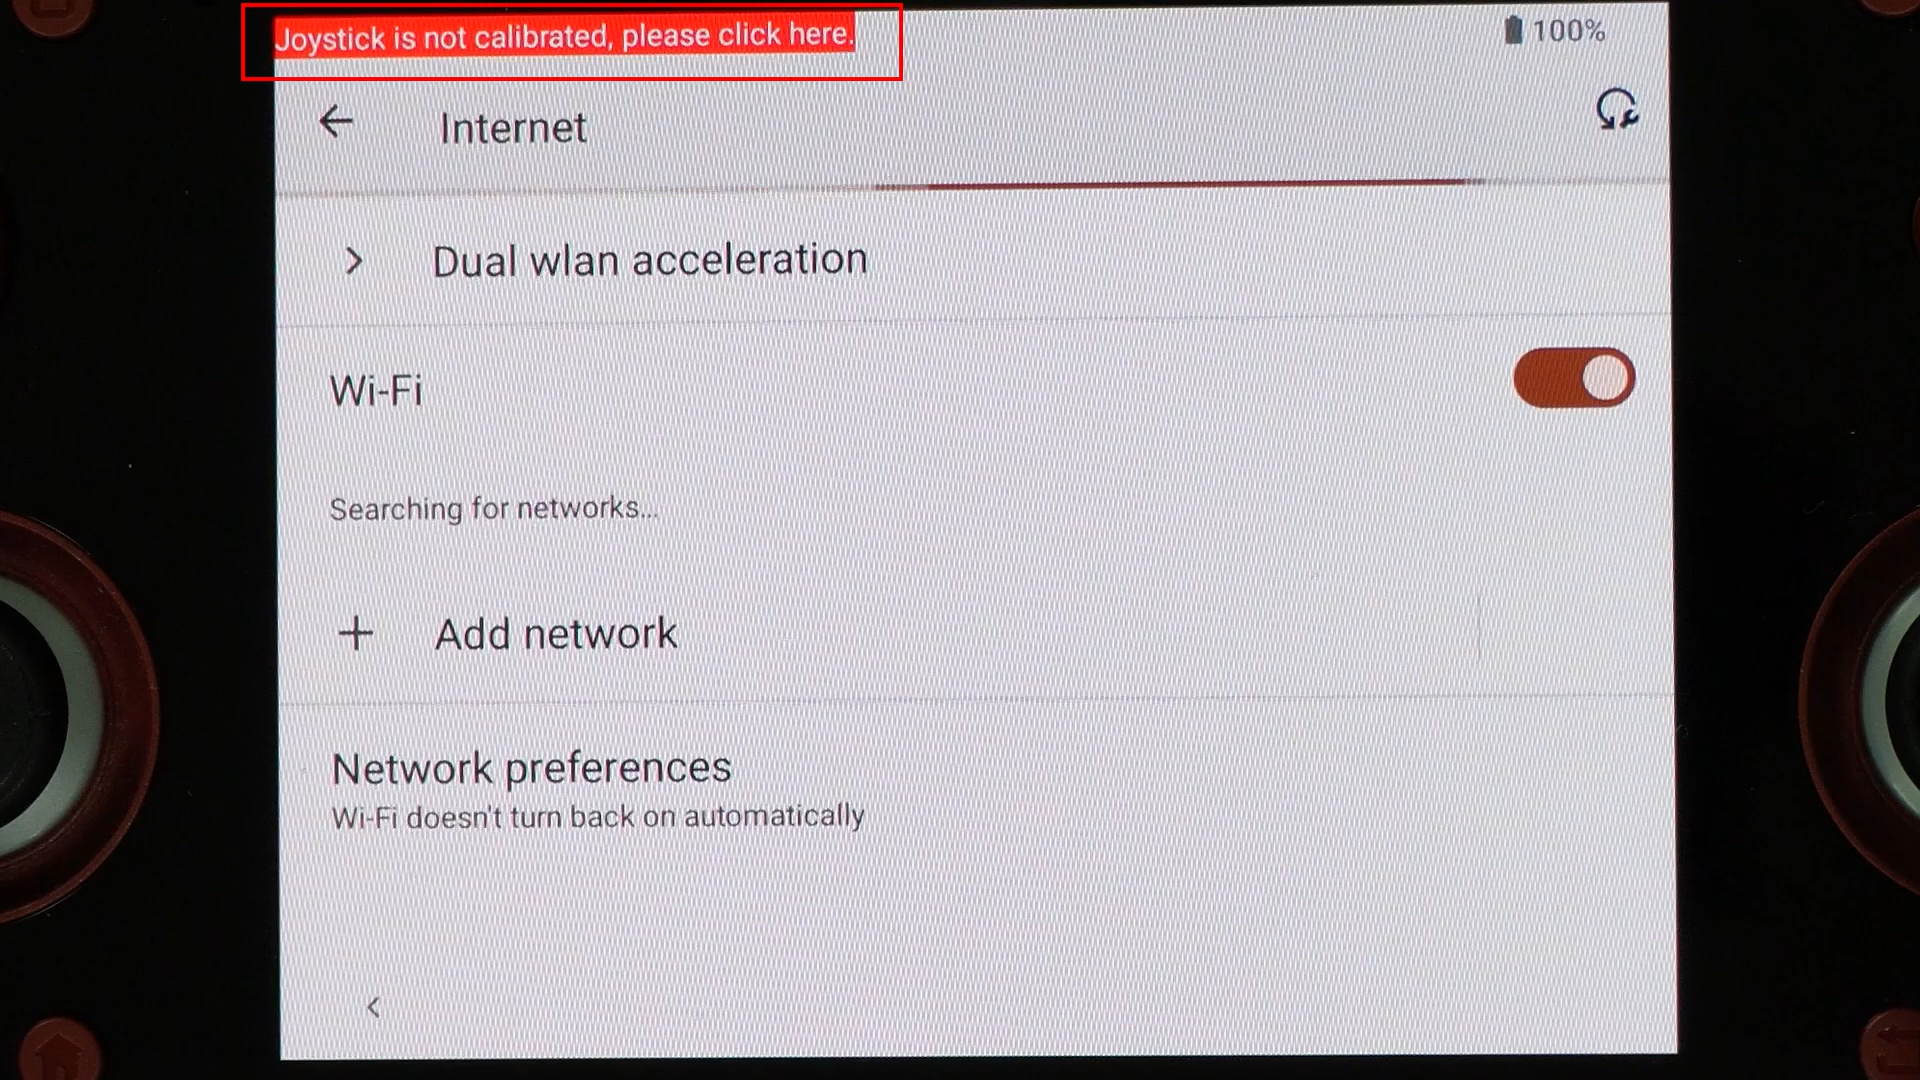 Joystick is not calibrated, please click here.
100%
Internet
Dual wlan acceleration
Wi-Fi
Searching for networks...
Add network
Network preferences
Wi-Fi doesn't turn back on automatically